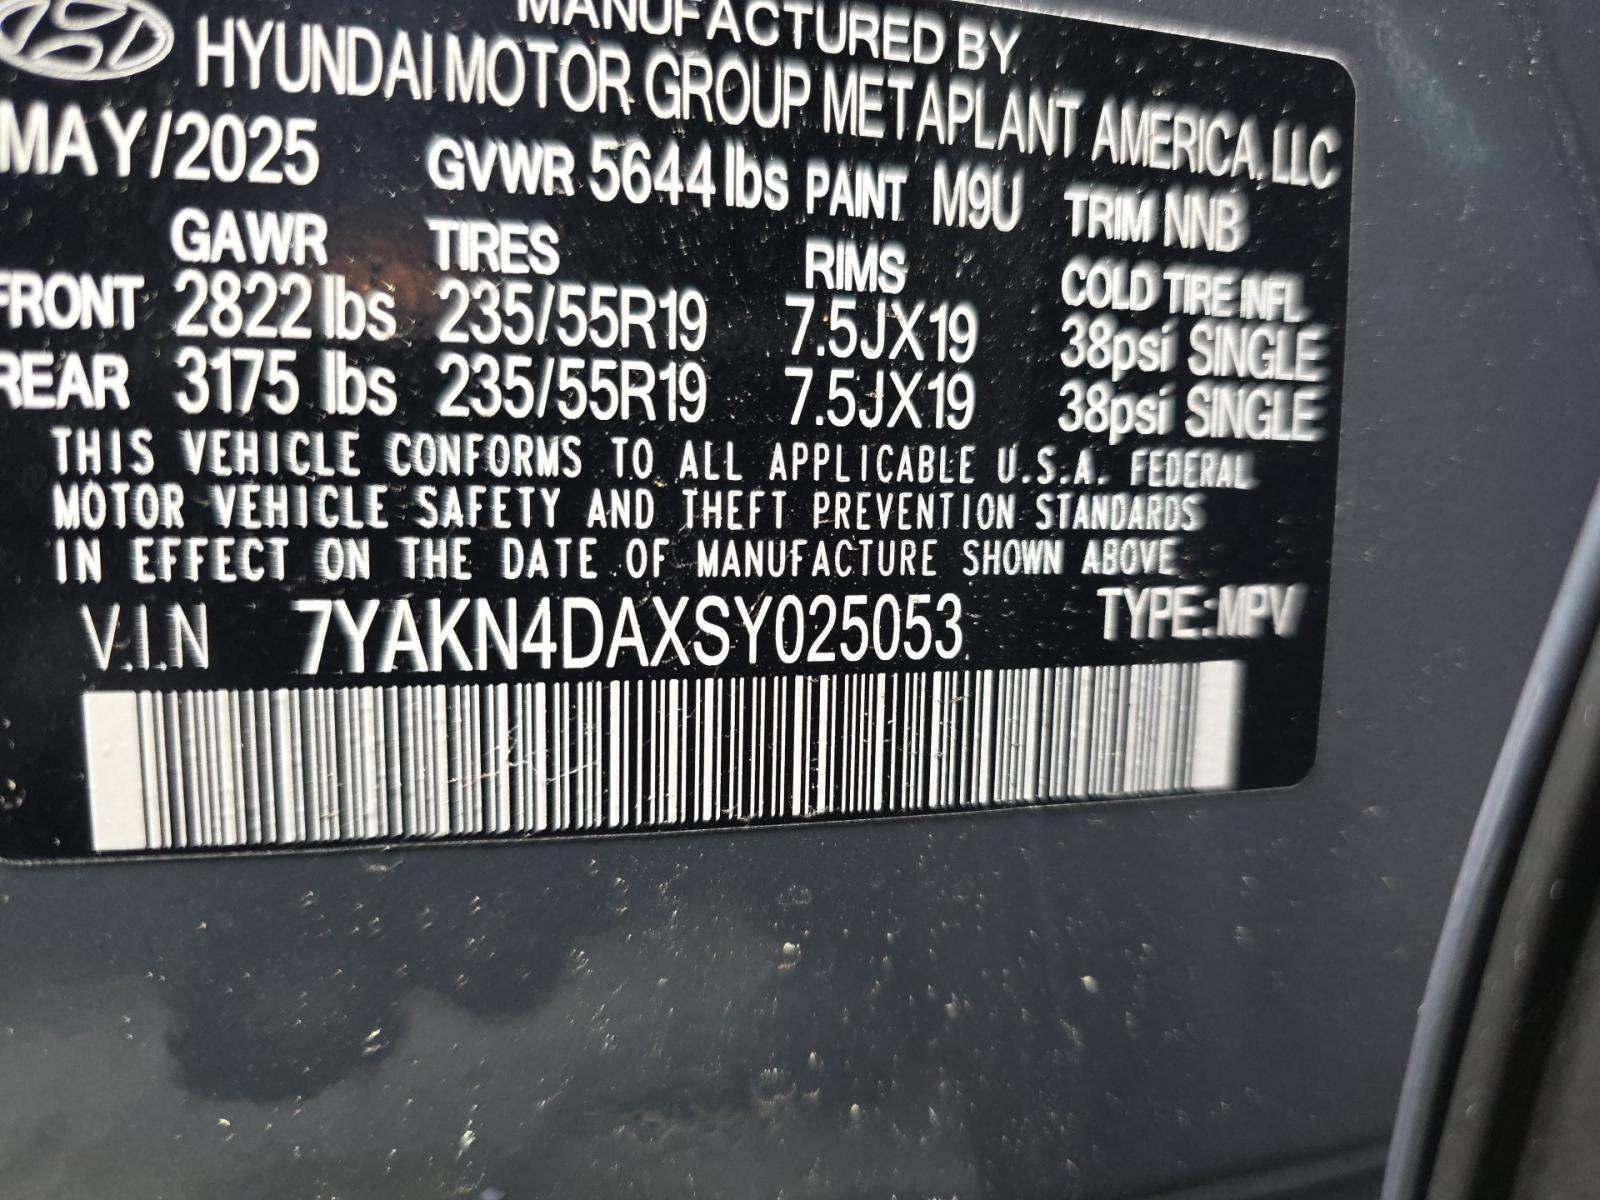 MANUFACTURED BY
HYUNDAI MOTOR GROUP METAPLANT AMERICA, LLC
MAY/2025 GVWR 5644 lbs PAINT M9U TRIM NNB
GAWR TIRES RIMS COLD TIRE INFL
FRONT 2822 lbs 235/55R19 7.5JX19 38psi SINGLE
REAR 3175 lbs 235/55R19 7.5JX19 38psi SINGLE
THIS VEHICLE CONFORMS TO ALL APPLICABLE U.S.A. FEDERAL
MOTOR VEHICLE SAFETY AND THEFT PREVENTION STANDARDS
IN EFFECT ON THE DATE OF MANUFACTURE SHOWN ABOVE
V.I.N 7YAKN4DAXSY025053 TYPE:MPV